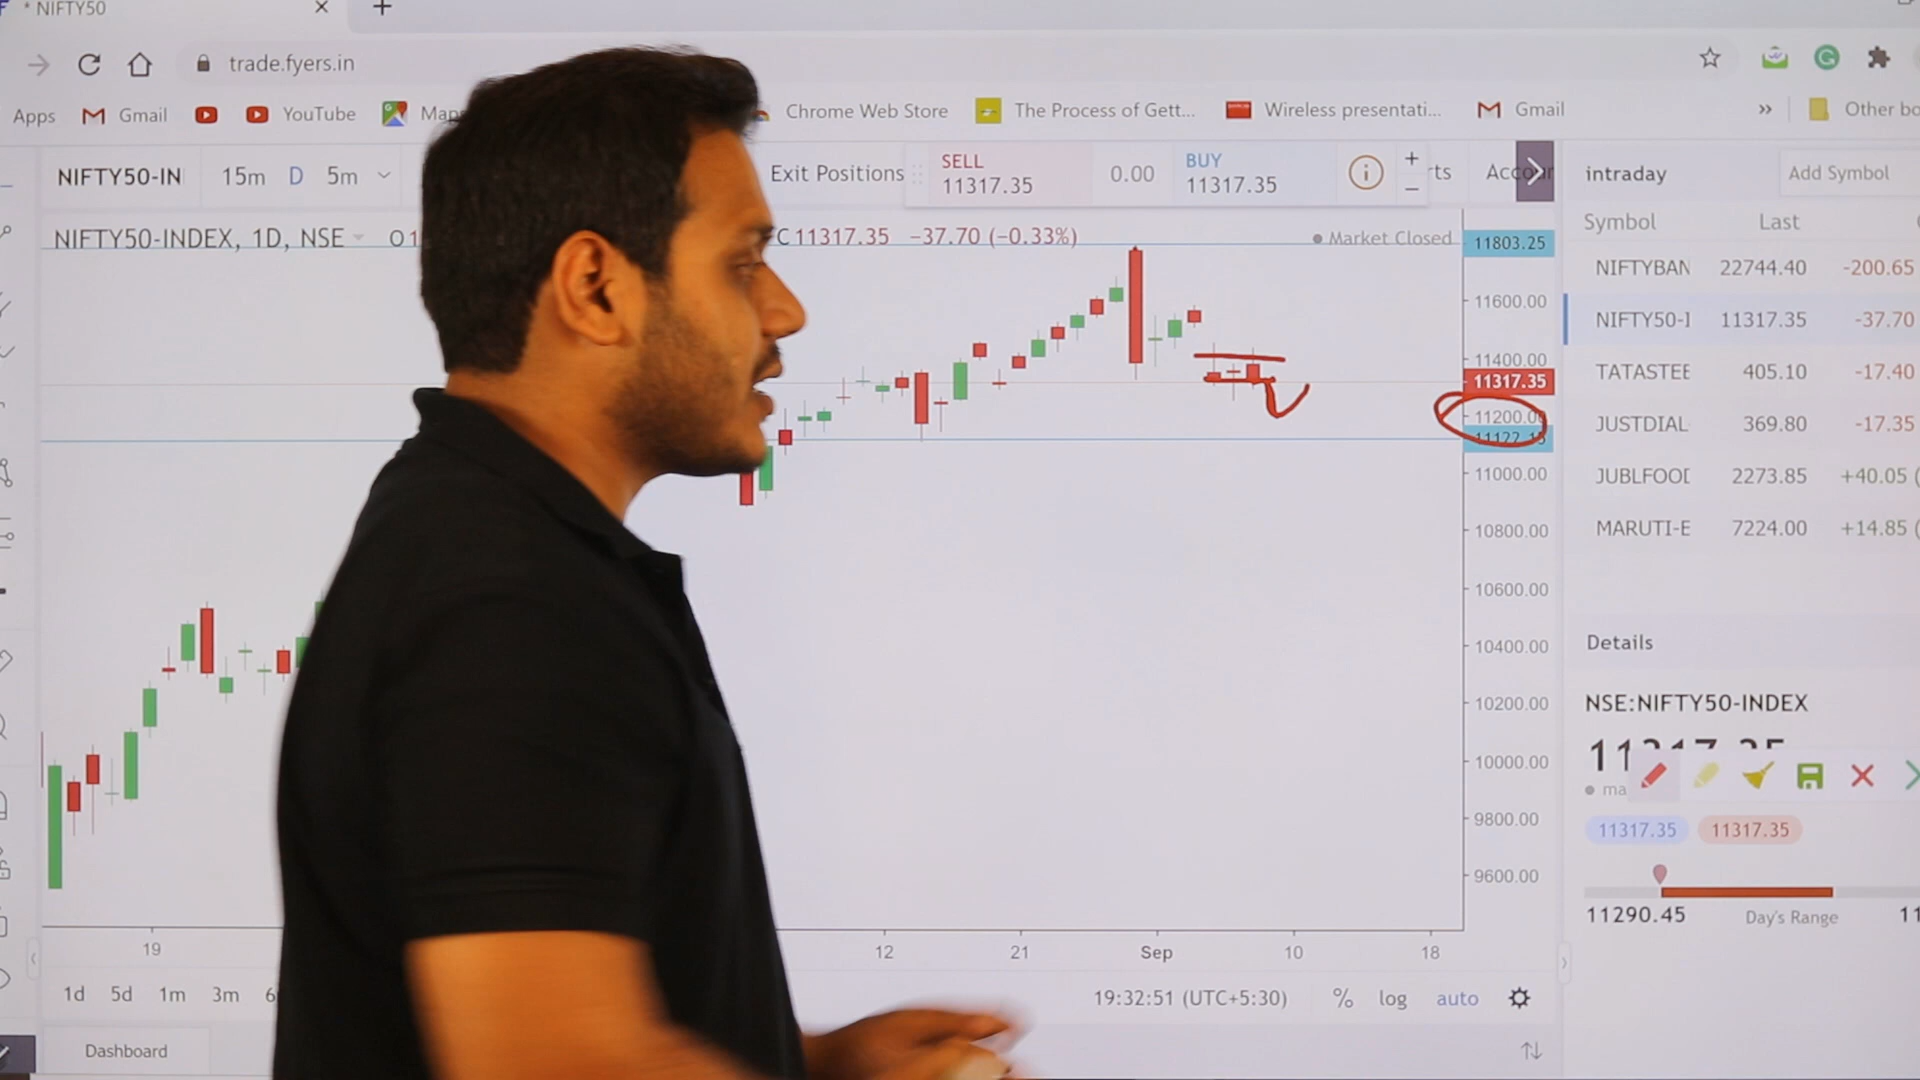 * NIFTY50
trade.fyers.in
Apps Gmail YouTube Chrome Web Store The Process of Gett... Wireless presentati... Gmail » Other
NIFTY50-IN 15m D 5m Exit Positions SELL 11317.35 0.00 BUY 11317.35 + −
NIFTY50-INDEX, 1D, NSE C11317.35 −37.70 (−0.33%) Market Closed
11803.25
11600.00
11400.00
11317.35
11200.00
11122.15
11000.00
10800.00
10600.00
10400.00
10200.00
10000.00
9800.00
9600.00
19 12 21 Sep 10 18
1d 5d 1m 3m 19:32:51 (UTC+5:30) % log auto
Dashboard
intraday Add Symbol
Symbol Last
NIFTYBAN 22744.40 -200.65
NIFTY50-I 11317.35 -37.70
TATASTEE 405.10 -17.40
JUSTDIAL 369.80 -17.35
JUBLFOOD 2273.85 +40.05
MARUTI-E 7224.00 +14.85
Details
NSE:NIFTY50-INDEX
11317.35
11317.35 11317.35
11290.45 Day's Range